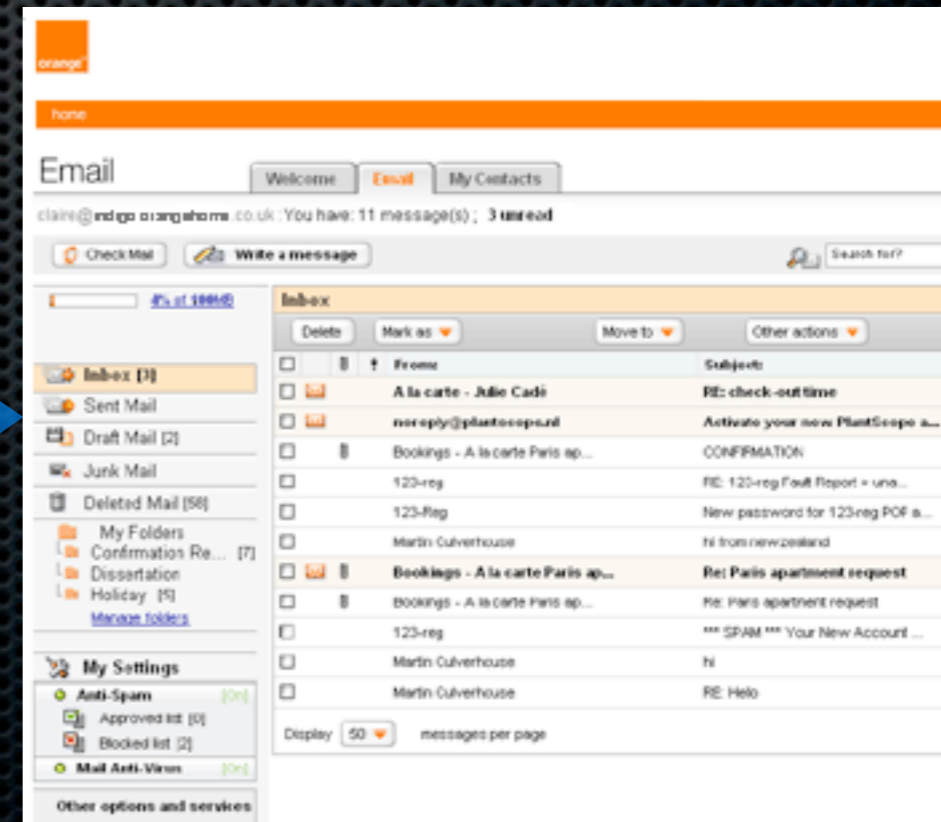 orange™
home
Email
Welcome
Email
My Contacts
claire@indigo orangehome.co.uk : You have: 11 message(s) ; 3 unread
Check Mail
Write a message
Search for?
4% of 100MB
Inbox
Delete
Mark as
Move to
Other actions
From:
Subject:
Inbox [3]
A la carte - Julie Cadé
RE: check-out time
Sent Mail
noreply@plantscope.nl
Activate your new PlantScope a...
Draft Mail [2]
Bookings - A la carte Paris ap...
CONFIRMATION
Junk Mail
123-reg
RE: 123-reg Fault Report = una...
Deleted Mail [58]
123-Reg
New password for 123-reg POP a...
My Folders
Martin Culverhouse
hi from new zealand
Confirmation Re... [7]
Dissertation
Bookings - A la carte Paris ap...
Re: Paris apartment request
Holiday [5]
Bookings - A la carte Paris ap...
Re: Paris apartment request
Manage folders
123-reg
*** SPAM *** Your New Account ...
My Settings
Martin Culverhouse
hi
Anti-Spam [On]
Martin Culverhouse
RE: Helo
Approved list [0]
Blocked list [2]
Display 50 messages per page
Mail Anti-Virus [On]
Other options and services